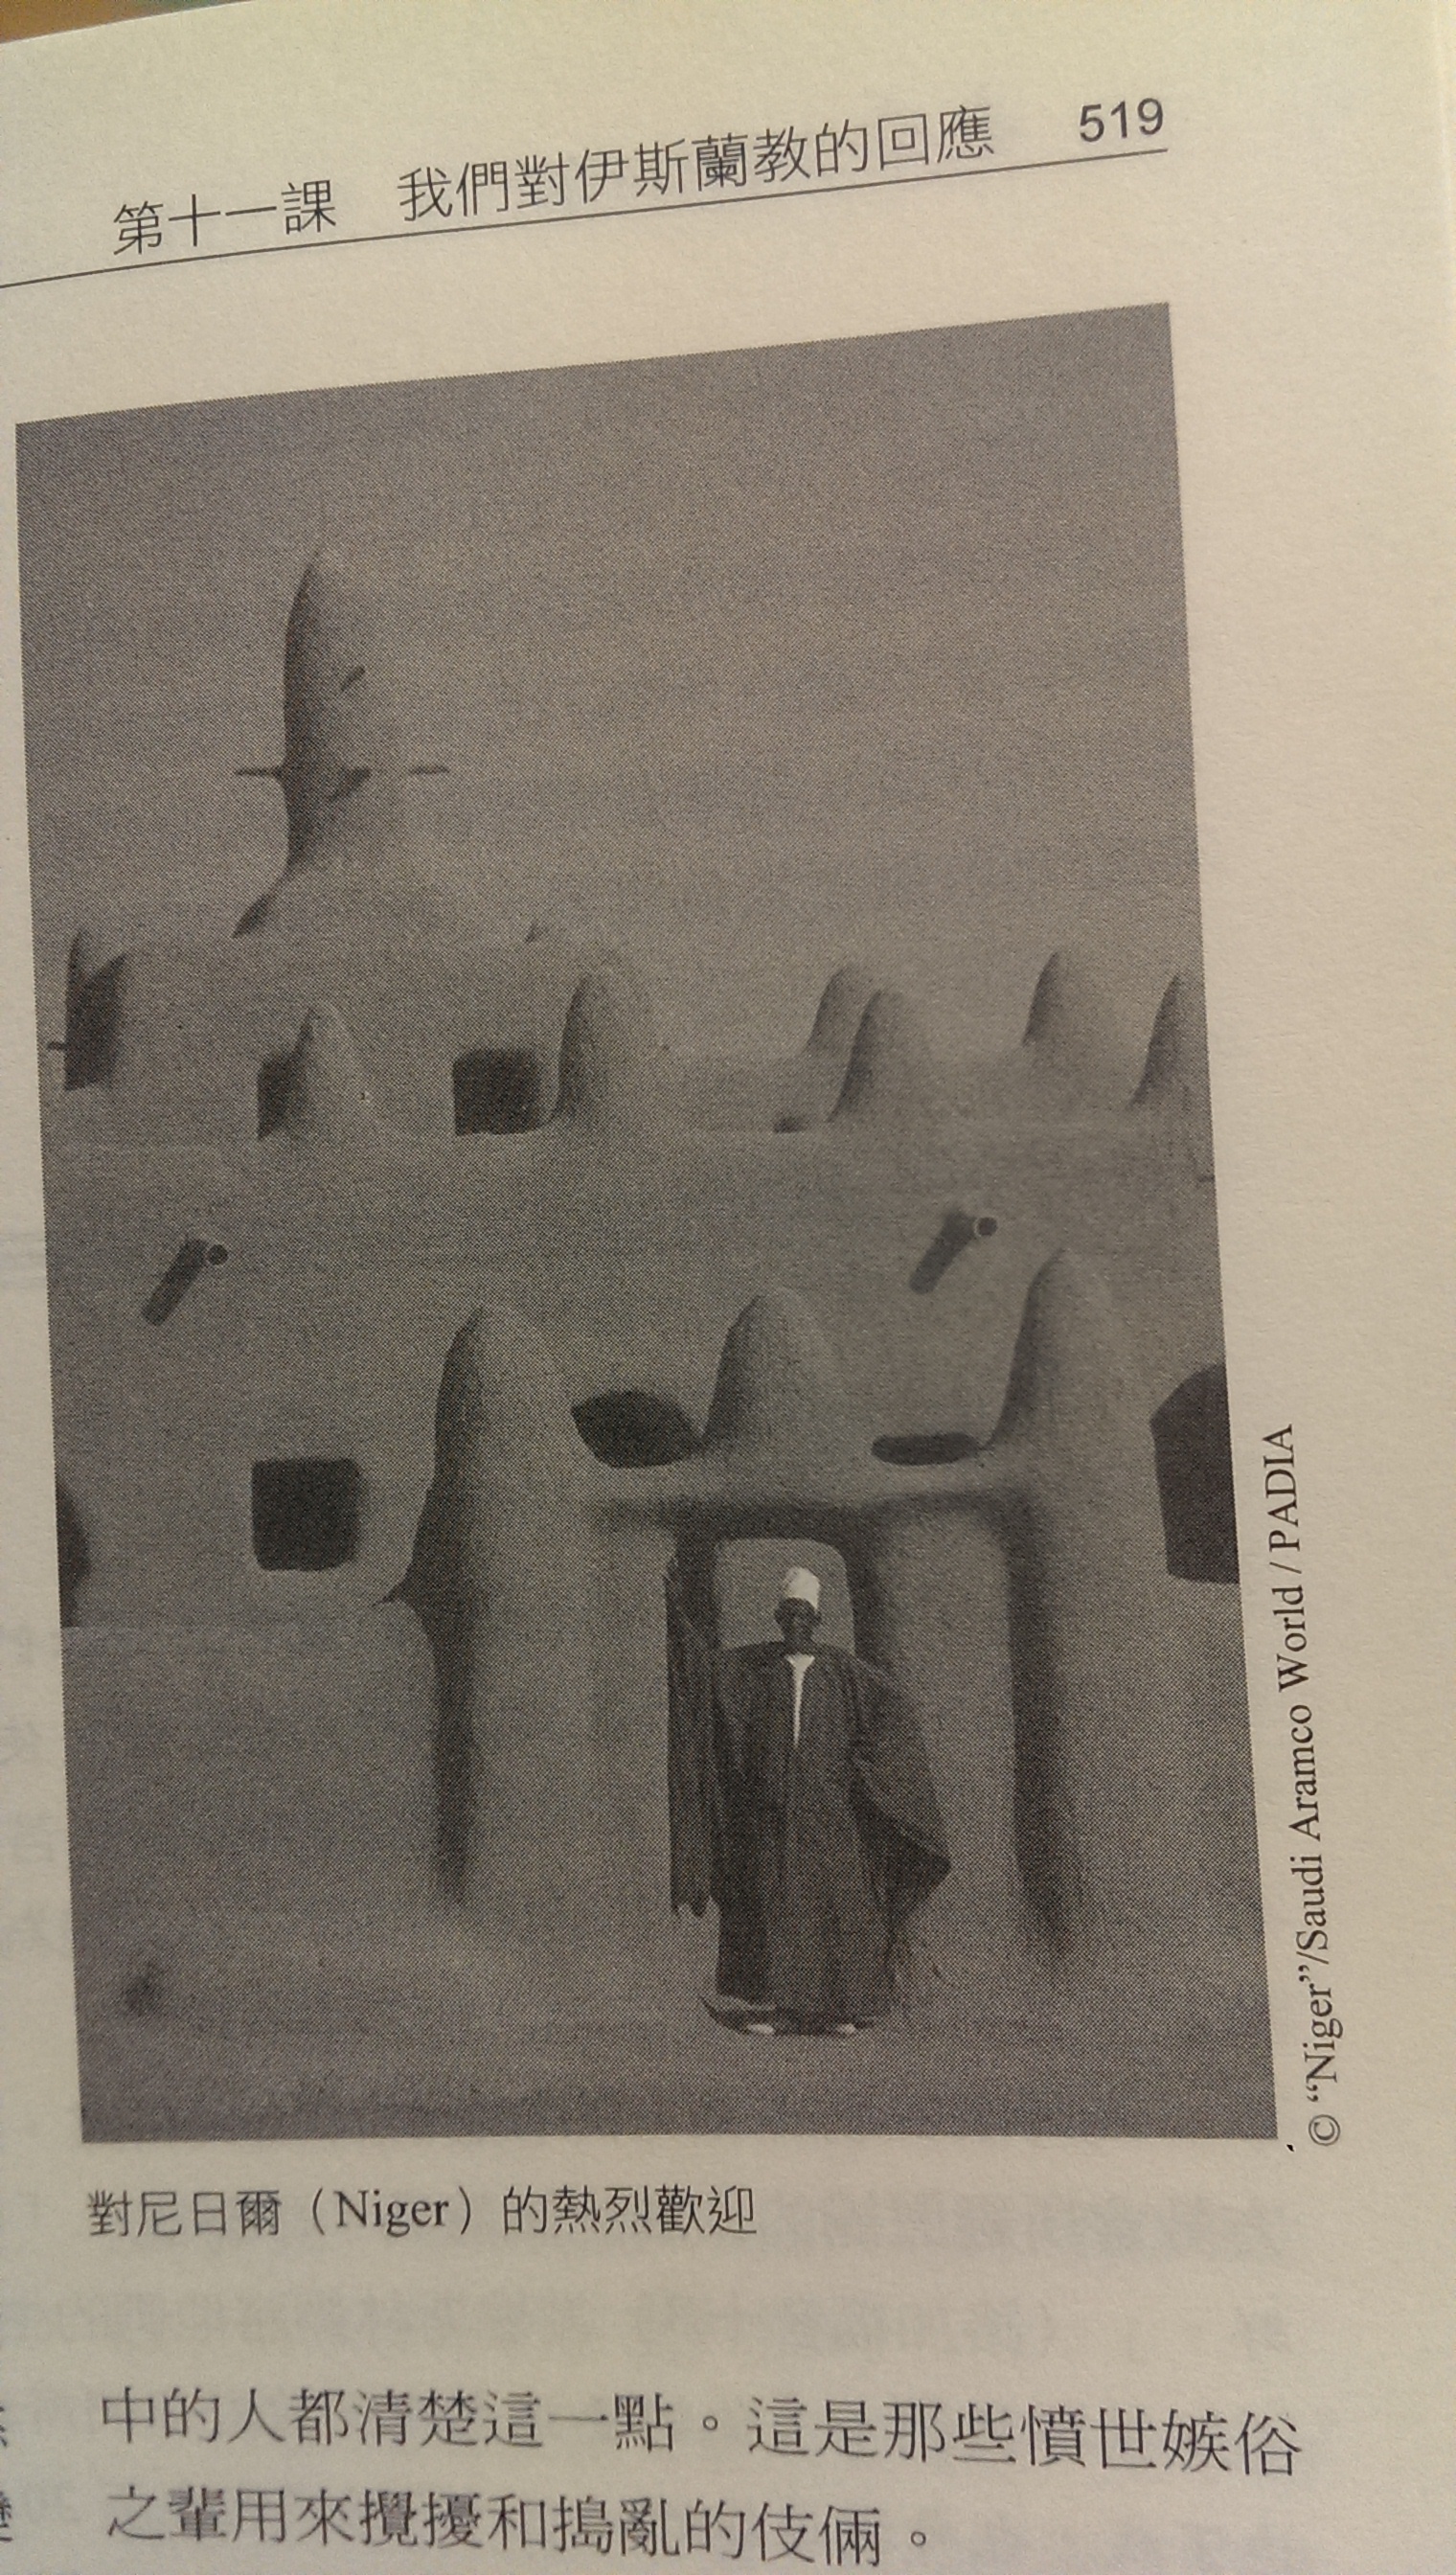 第十一課 我們對伊斯蘭教的回應 519
© “Niger”/Saudi Aramco World / PADIA
對尼日爾（Niger）的熱烈歡迎
中的人都清楚這一點。這是那些憤世嫉俗
之輩用來攪擾和搗亂的伎倆。